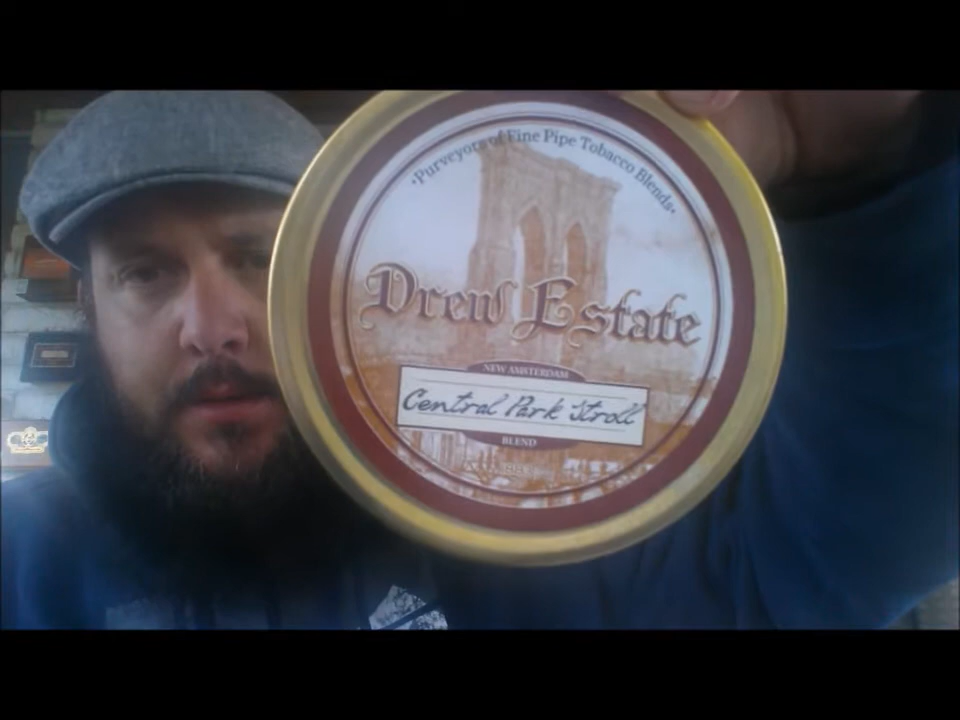 ·Purveyors of Fine Pipe Tobacco Blends·
Drew Estate
NEW AMSTERDAM
Central Park Stroll
BLEND